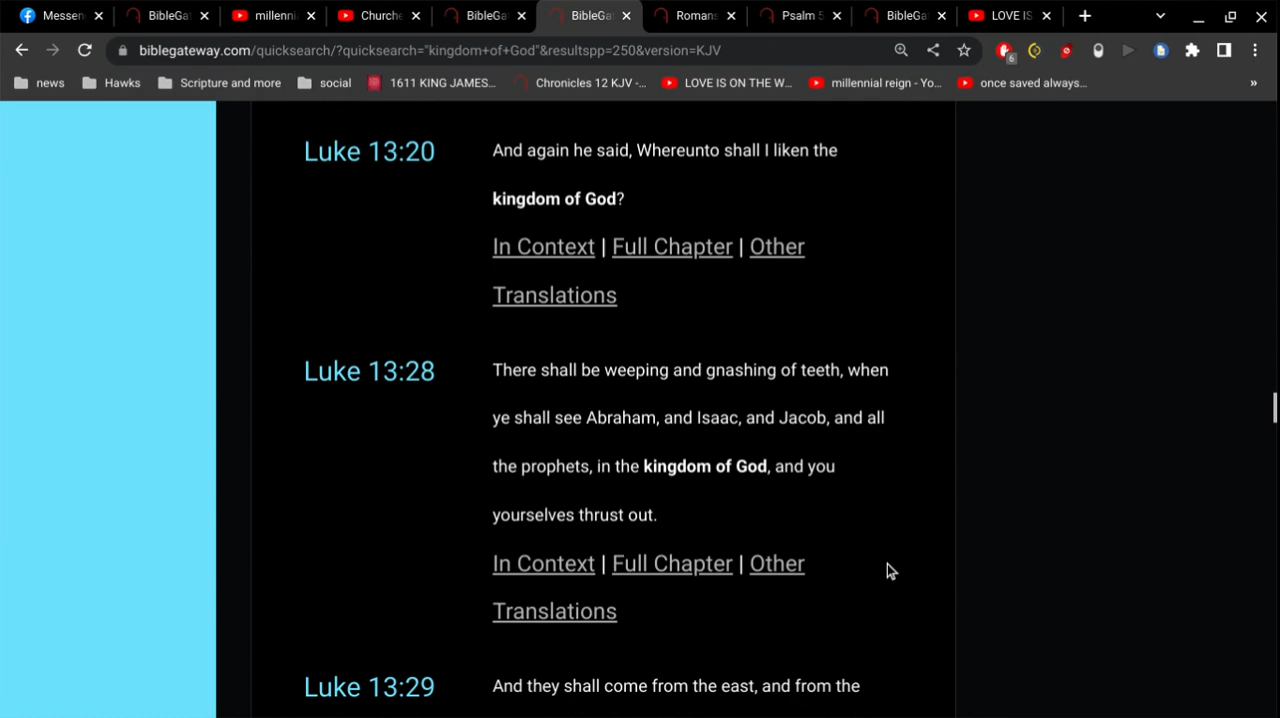 Messen
BibleGat
millenni
Churche
BibleGat
BibleGat
Romans
Psalm 5
BibleGat
LOVE IS
biblegateway.com/quicksearch/?quicksearch="kingdom+of+God"&resultspp=250&version=KJV
6
news
Hawks
Scripture and more
social
1611 KING JAMES...
Chronicles 12 KJV -...
LOVE IS ON THE W...
millennial reign - Yo...
once saved always...
»
Luke 13:20
And again he said, Whereunto shall I liken the
kingdom of God?
In Context | Full Chapter | Other
Translations
Luke 13:28
There shall be weeping and gnashing of teeth, when
ye shall see Abraham, and Isaac, and Jacob, and all
the prophets, in the kingdom of God, and you
yourselves thrust out.
In Context | Full Chapter | Other
Translations
Luke 13:29
And they shall come from the east, and from the